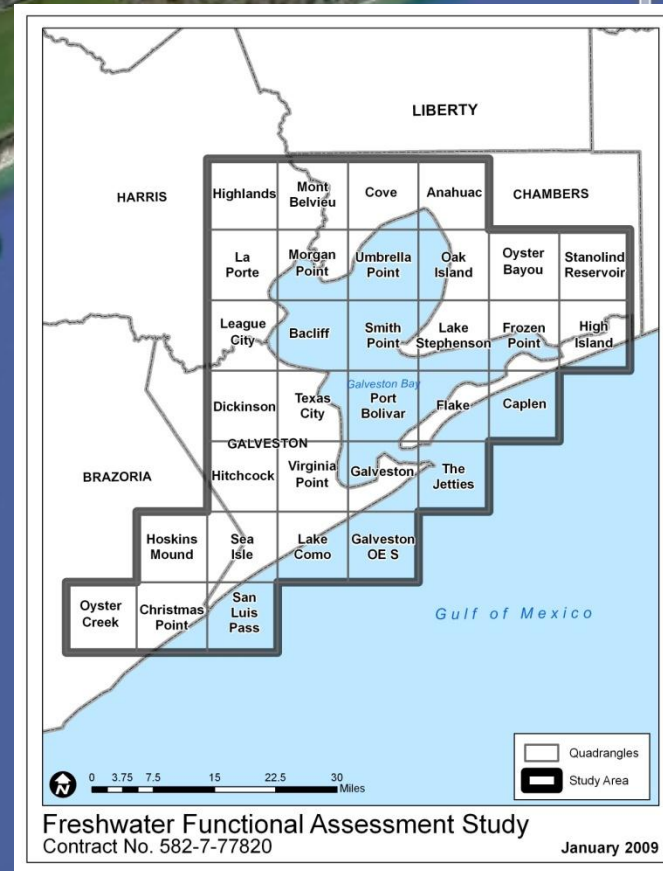 LIBERTY
HARRIS
Highlands
Mont
Belvieu
Cove
Anahuac
CHAMBERS
La
Porte
Morgan
Point
Umbrella
Point
Oak
Island
Oyster
Bayou
Stanolind
Reservoir
League
City
Bacliff
Smith
Point
Lake
Stephenson
Frozen
Point
High
Island
Dickinson
Texas
City
Galveston Bay
Port
Bolivar
Flake
Caplen
GALVESTON
BRAZORIA
Hitchcock
Virginia
Point
Galveston
The
Jetties
Hoskins
Mound
Sea
Isle
Lake
Como
Galveston
OE S
Oyster
Creek
Christmas
Point
San
Luis
Pass
Gulf of Mexico
N
0 3.75 7.5 15 22.5 30
Miles
Quadrangles
Study Area
Freshwater Functional Assessment Study
Contract No. 582-7-77820
January 2009